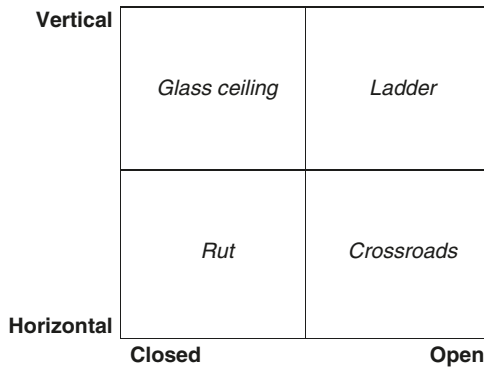 Vertical
Glass ceiling
Ladder
Rut
Crossroads
Horizontal
Closed
Open